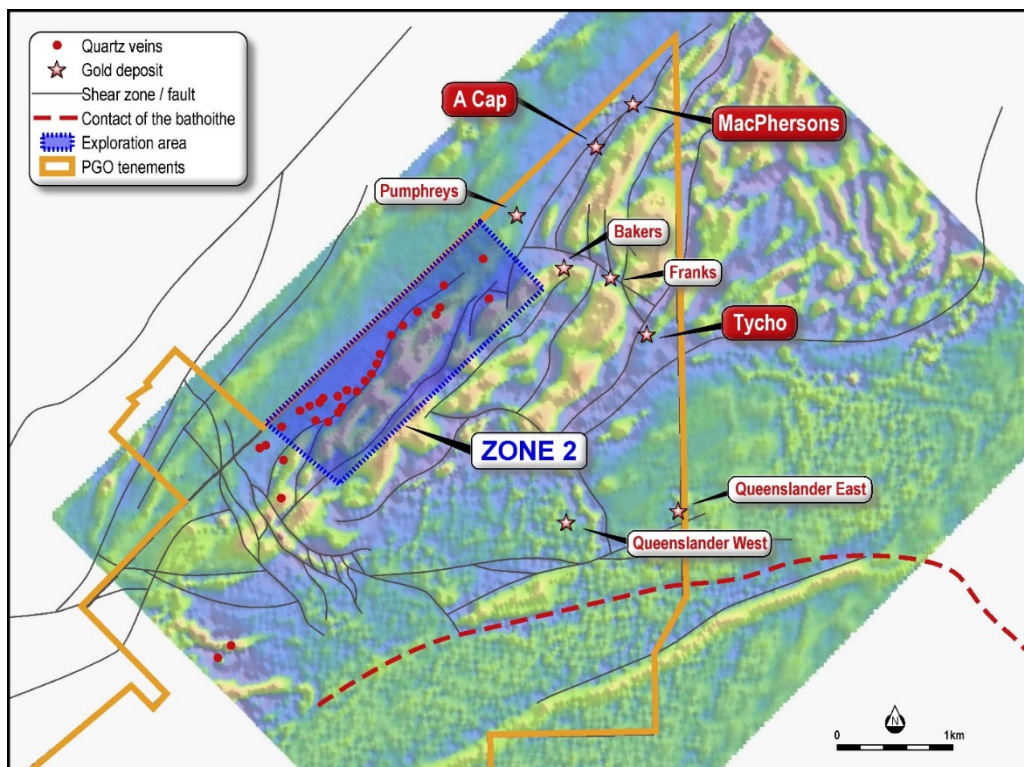 Quartz veins
Gold deposit
Shear zone / fault
Contact of the bathoithe
Exploration area
PGO tenements
A Cap
MacPhersons
Pumphreys
Bakers
Franks
Tycho
ZONE 2
Queenslander East
Queenslander West
N
0 1km